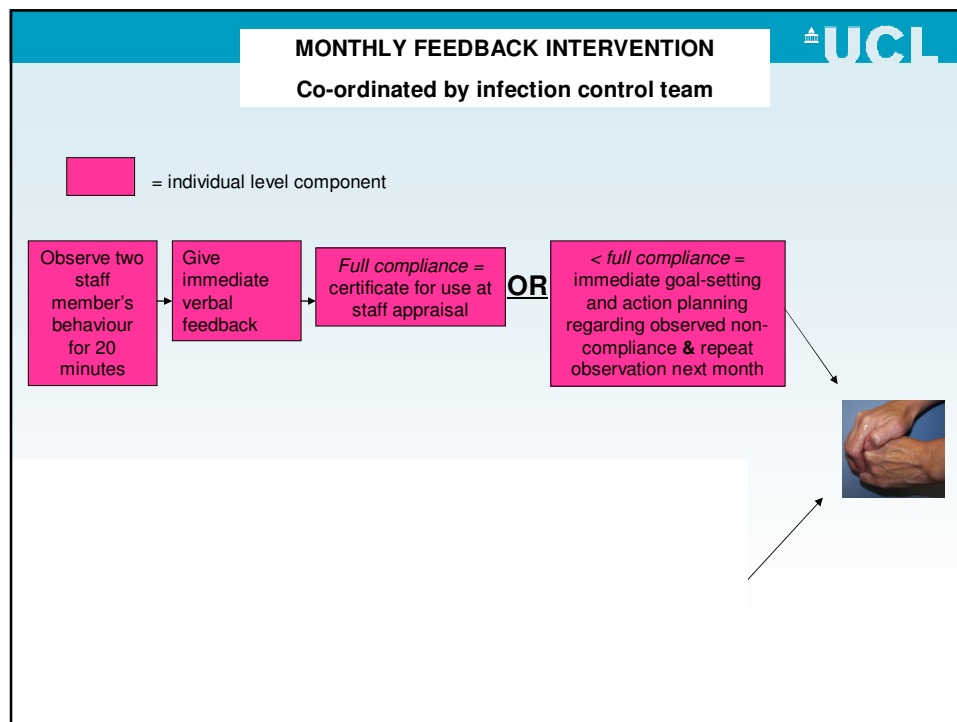 MONTHLY FEEDBACK INTERVENTION
Co-ordinated by infection control team
UCL
= individual level component
Observe two
staff
member's
behaviour
for 20
minutes
Give
immediate
verbal
feedback
Full compliance =
certificate for use at
staff appraisal
OR
< full compliance =
immediate goal-setting
and action planning
regarding observed non-
compliance & repeat
observation next month